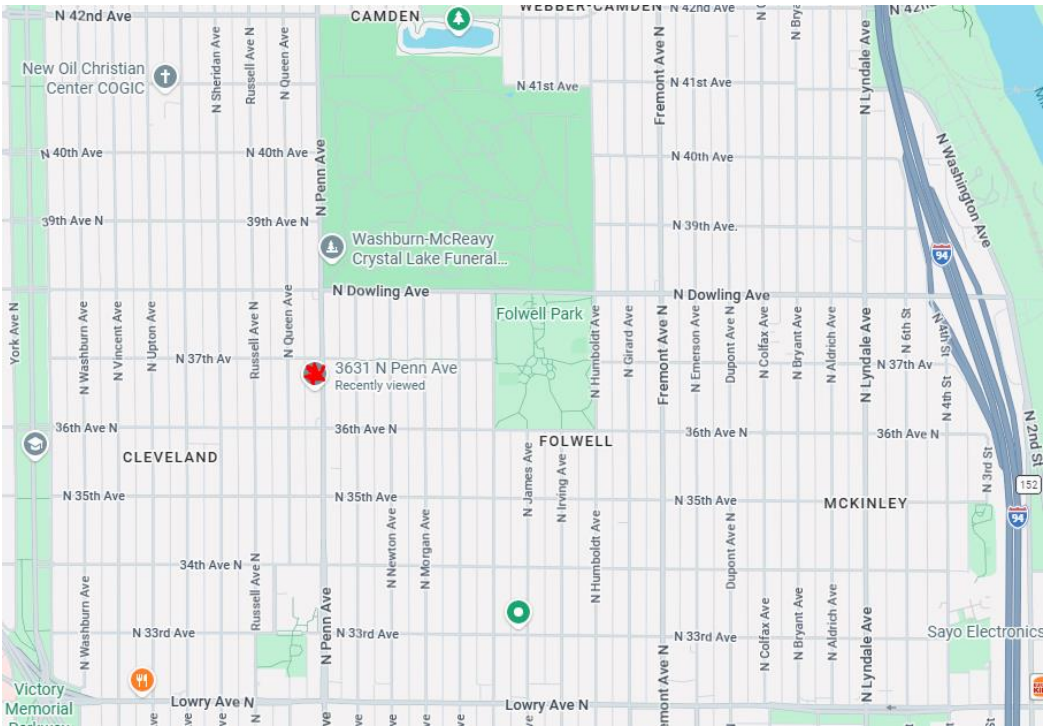 N 42nd Ave
CAMDEN
WEBBER-CAMDEN
N 42nd Ave
New Oil Christian
Center COGIC
N Sheridan Ave
Russell Ave N
N Queen Ave
N 41st Ave
N 41st Ave
Fremont Ave N
N Lyndale Ave
N 40th Ave
N 40th Ave
N 40th Ave
N Penn Ave
N Washington Ave
39th Ave N
39th Ave N
N 39th Ave.
Washburn-McReavy
Crystal Lake Funeral...
94
N Dowling Ave
N Dowling Ave
York Ave N
N Washburn Ave
N Vincent Ave
N Upton Ave
Russell Ave N
N Queen Ave
Folwell Park
N Humboldt Ave
N Girard Ave
Fremont Ave N
N Emerson Ave
Dupont Ave N
N Colfax Ave
N Bryant Ave
N Aldrich Ave
N Lyndale Ave
N 6th St
N 4th St
N 37th Av
3631 N Penn Ave
Recently viewed
N 37th Av
N 4th St
36th Ave N
36th Ave N
36th Ave N
36th Ave N
N 2nd St
CLEVELAND
FOLWELL
N James Ave
N Irving Ave
N 3rd St
152
N 35th Ave
N 35th Ave
N 35th Ave
MCKINLEY
94
N Newton Ave
N Morgan Ave
N Humboldt Ave
Dupont Ave N
34th Ave N
Russell Ave N
N Washburn Ave
N Penn Ave
N Colfax Ave
N Bryant Ave
N Aldrich Ave
N Lyndale Ave
N 33rd Ave
N 33rd Ave
N 33rd Ave
Sayo Electronics
Victory
Memorial
Lowry Ave N
Lowry Ave N